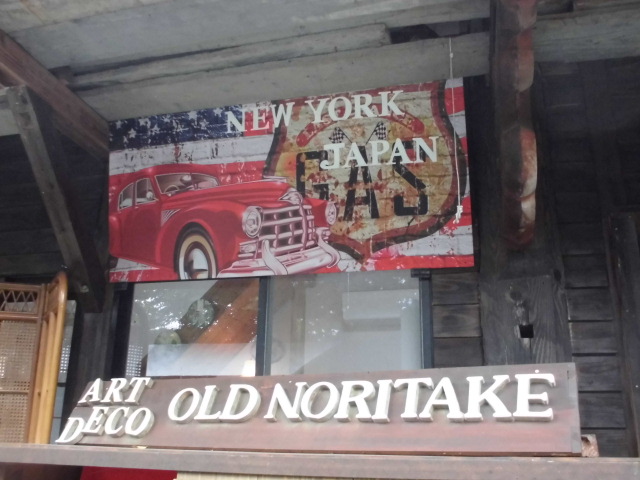 NEW YORK
JAPAN
GAS
ART
DECO
OLD NORITAKE